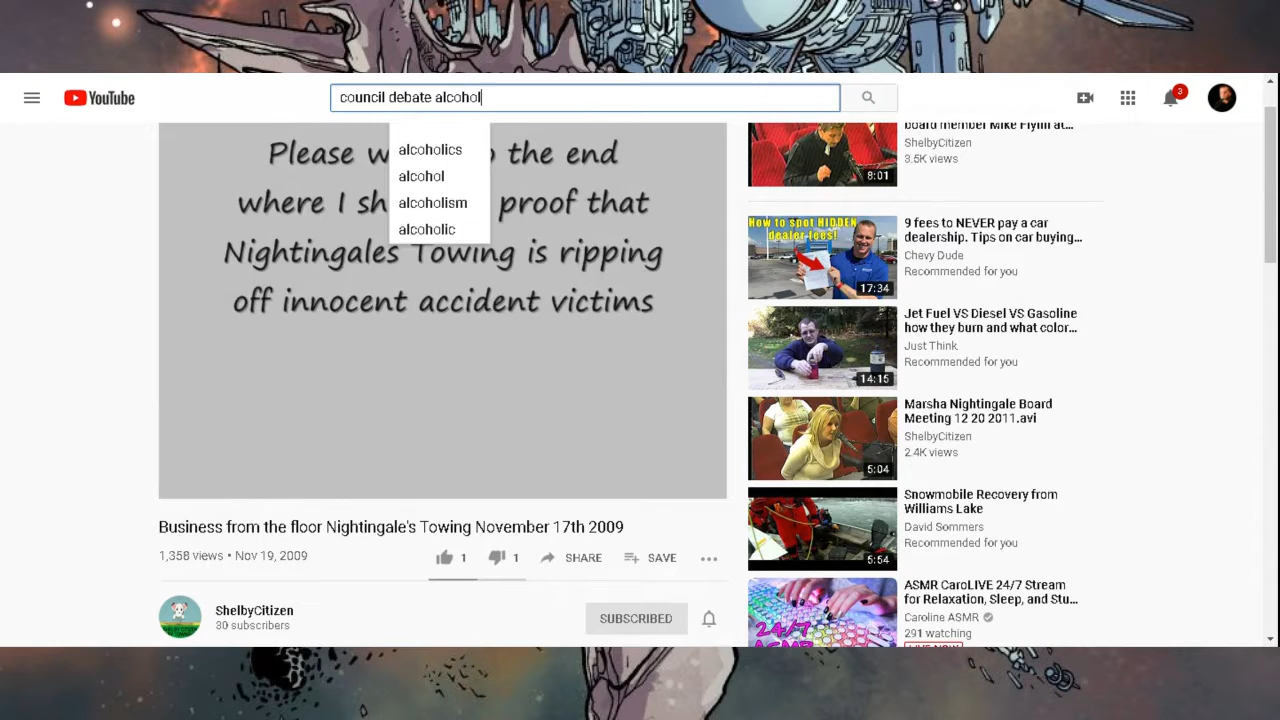 YouTube
council debate alcohol
3
alcoholics
alcohol
alcoholism
alcoholic
Please w the end
where I sh proof that
Nightingales Towing is ripping
off innocent accident victims
Business from the floor Nightingale's Towing November 17th 2009
1,358 views • Nov 19, 2009
1
1
SHARE
SAVE
ShelbyCitizen
30 subscribers
SUBSCRIBED
board member Mike Flynn at...
ShelbyCitizen
3.5K views
8:01
How to spot HIDDEN
dealer fees!
17:34
9 fees to NEVER pay a car
dealership. Tips on car buying...
Chevy Dude
Recommended for you
14:15
Jet Fuel VS Diesel VS Gasoline
how they burn and what color...
Just Think
Recommended for you
5:04
Marsha Nightingale Board
Meeting 12 20 2011.avi
ShelbyCitizen
2.4K views
5:54
Snowmobile Recovery from
Williams Lake
David Sommers
Recommended for you
24/7
ASMR
ASMR CaroLIVE 24/7 Stream
for Relaxation, Sleep, and Stu...
Caroline ASMR
291 watching
LIVE NOW